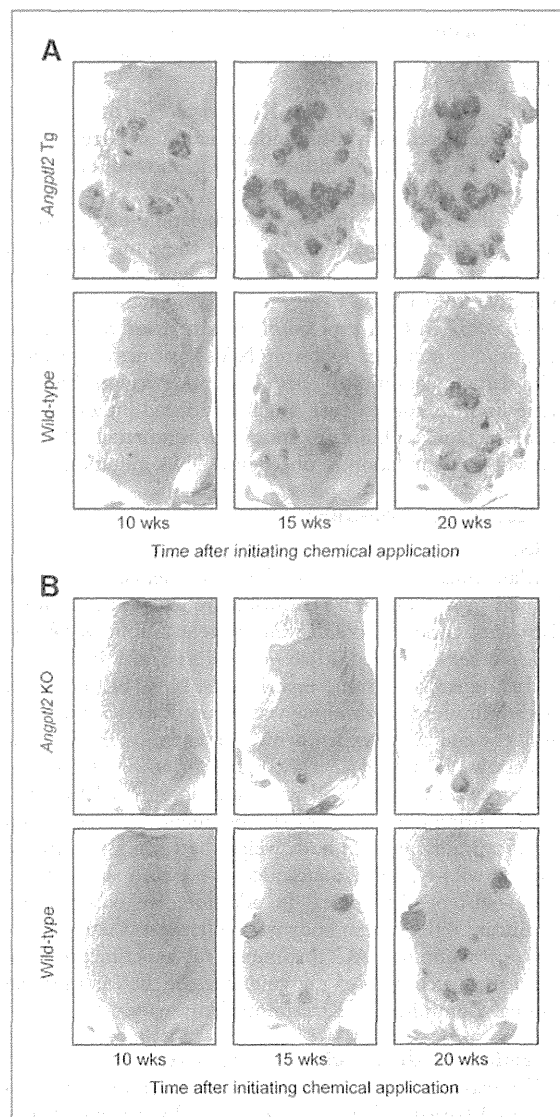 A
Angptl2 Tg
Wild-type
10 wks
15 wks
20 wks
Time after initiating chemical application
B
Angptl2 KO
Wild-type
10 wks
15 wks
20 wks
Time after initiating chemical application